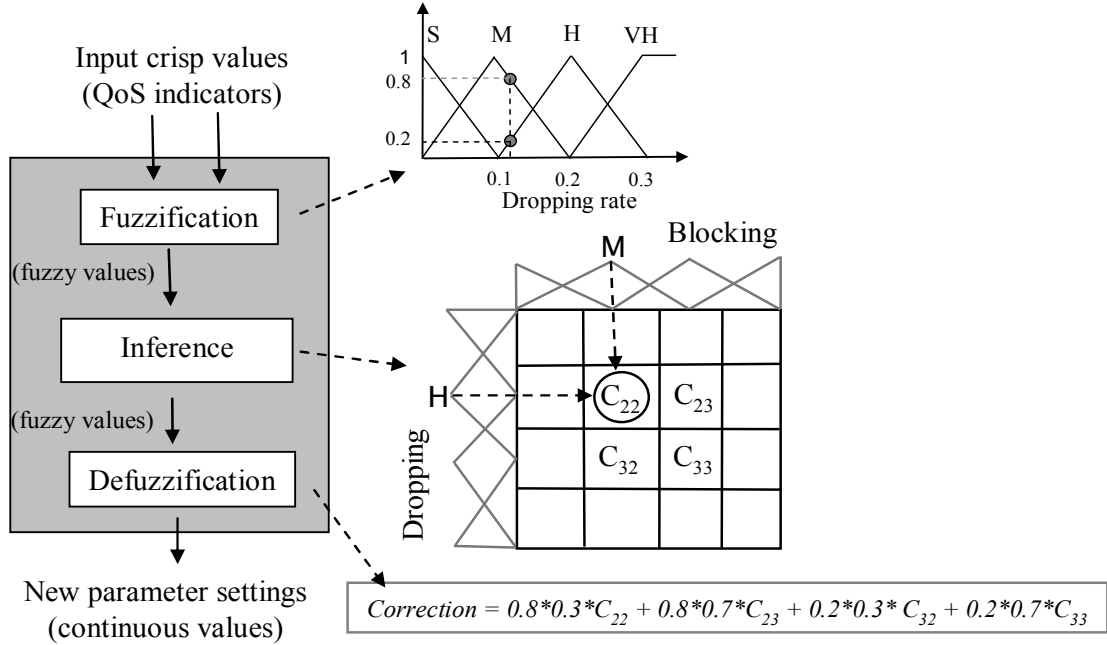 Input crisp values
(QoS indicators)
Fuzzification
(fuzzy values)
Inference
(fuzzy values)
Defuzzification
New parameter settings
(continuous values)
S M H VH
1
0.8
0.2
0.1 0.2 0.3
Dropping rate
Blocking
M
H
Dropping
C22 C23
C32 C33
Correction = 0.8*0.3*C22 + 0.8*0.7*C23 + 0.2*0.3* C32 + 0.2*0.7*C33